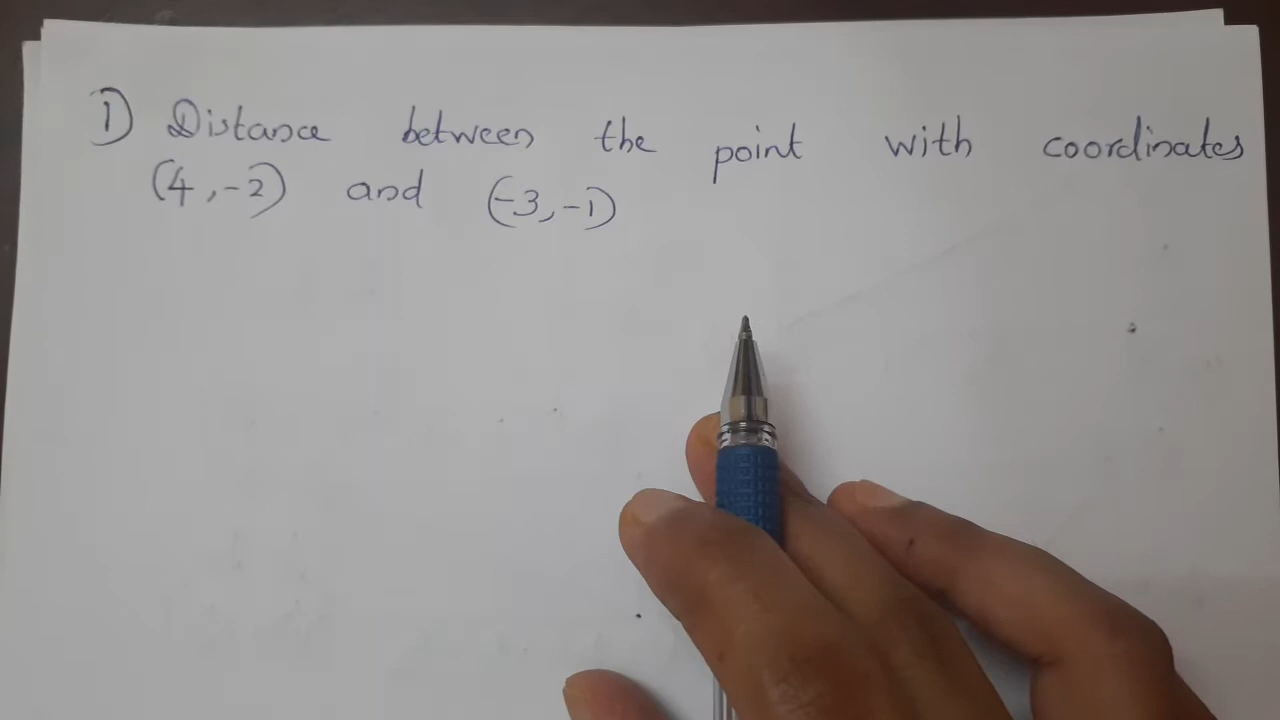 1) Distance between the point with coordinates
(4,-2) and (-3,-1)